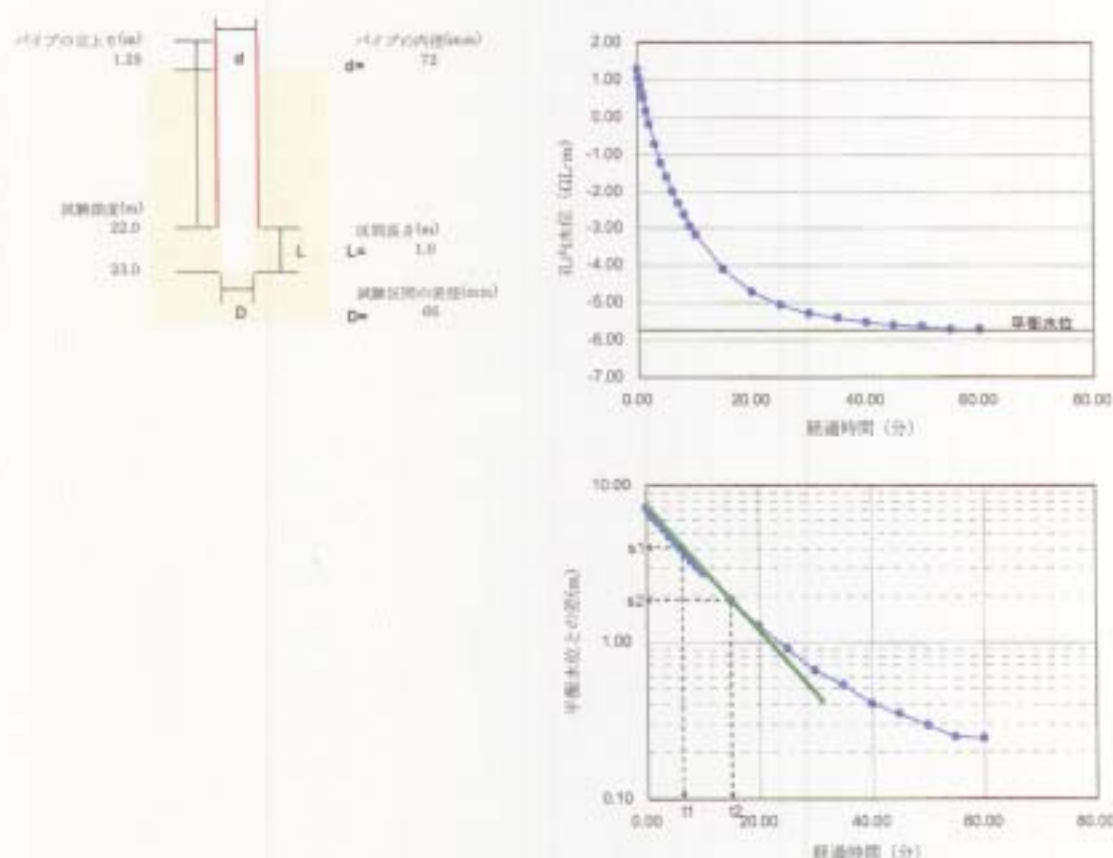 パイプの立上り(m)
1.28
d
パイプの内径(mm)
d= 72
試験深度(m)
22.0
23.0
L
区間長さ(m)
L= 1.0
D
試験区間の直径(mm)
D= 66
2.00
1.00
0.00
-1.00
-2.00
-3.00
-4.00
-5.00
-6.00
-7.00
孔内水位 (GL/m)
平衡水位
0.00 20.00 40.00 60.00 80.00
経過時間 (分)
10.00
1.00
0.10
平衡水位との差(m)
s1
s2
t1 t2
0.00 20.00 40.00 60.00 80.00
経過時間 (分)